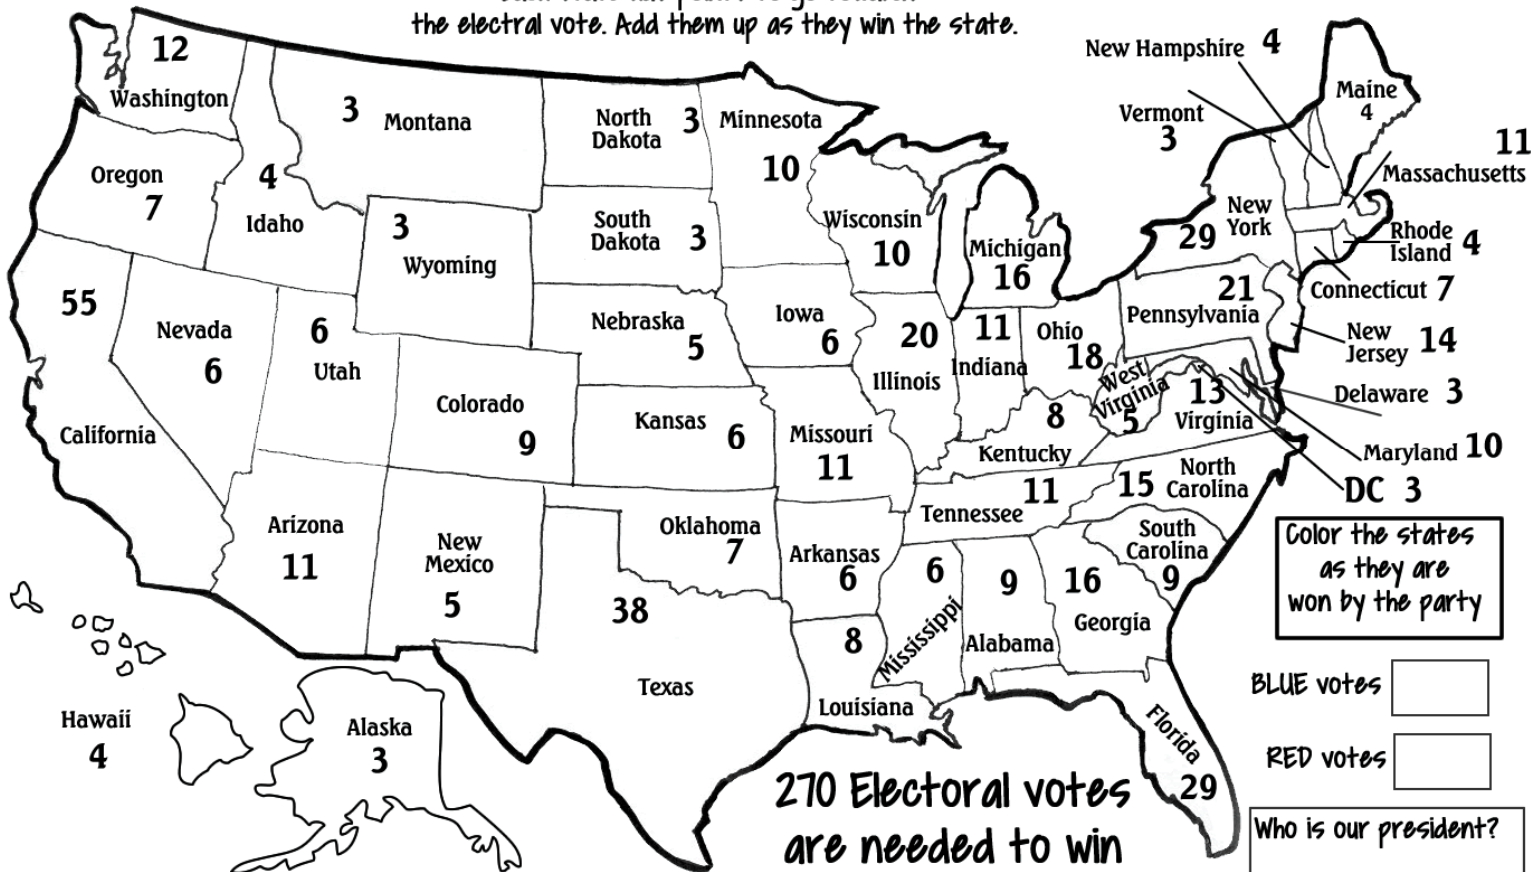 the electral vote. Add them up as they win the state.
12
Washington
3 Montana
North
Dakota
3
Minnesota
10
New Hampshire 4
Vermont
3
Maine
4
11
Massachusetts
Oregon
7
4
Idaho
3
Wyoming
South
Dakota 3
Wisconsin
10
Michigan
16
New
York
29
Rhode
Island 4
Connecticut 7
55
California
Nevada
6
6
Utah
Nebraska
5
Iowa
6
20
Illinois
11
Indiana
Ohio
18
21
Pennsylvania
New
Jersey 14
Delaware 3
Maryland 10
DC 3
Colorado
9
Kansas 6
Missouri
11
8
Kentucky
West
Virginia
5
13
Virginia
Arizona
11
New
Mexico
5
Oklahoma
7
Arkansas
6
11
Tennessee
15
North
Carolina
South
Carolina
9
38
Texas
8
Louisiana
6
Mississippi
9
Alabama
16
Georgia
Florida
29
Hawaii
4
Alaska
3
Color the states
as they are
won by the party
BLUE votes
RED votes
Who is our president?
270 Electoral votes
are needed to win